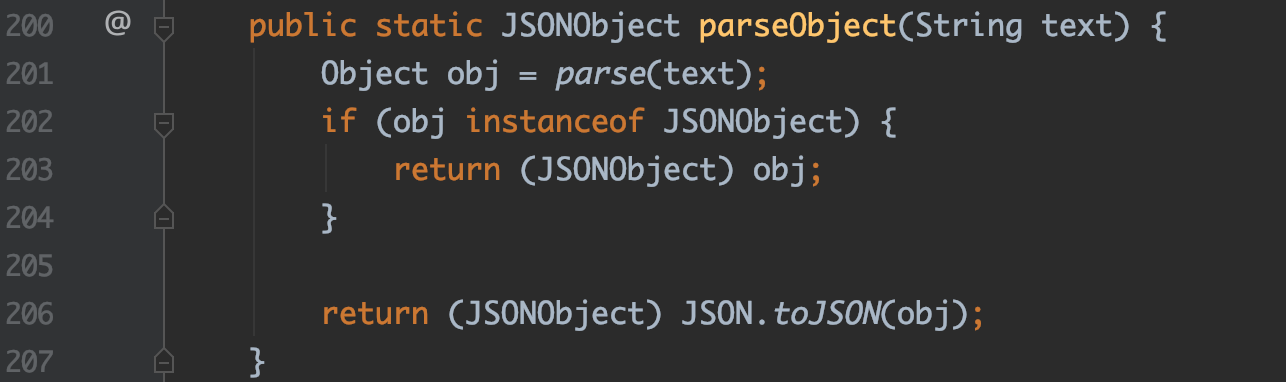 200 @ public static JSONObject parseObject(String text) {
201 Object obj = parse(text);
202 if (obj instanceof JSONObject) {
203 return (JSONObject) obj;
204 }
205
206 return (JSONObject) JSON.toJSON(obj);
207 }